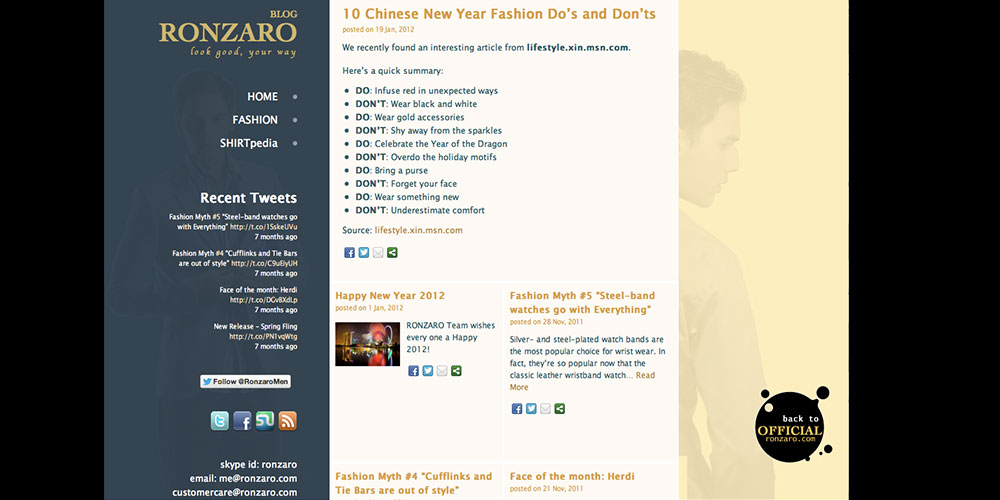 BLOG
RONZARO
look good, your way
HOME
FASHION
SHIRTpedia
Recent Tweets
Fashion Myth #5 "Steel-band watches go
with Everything" http://t.co/1SskeUVu
7 months ago
Fashion Myth #4 "Cufflinks and Tie Bars
are out of style" http://t.co/C9uEiyUH
7 months ago
Face of the month: Herdi
http://t.co/DGvBXdLp
7 months ago
New Release - Spring Fling
http://t.co/PN1vqWtg
7 months ago
Follow @RonzaroMen
skype id: ronzaro
email: me@ronzaro.com
customercare@ronzaro.com
10 Chinese New Year Fashion Do's and Don'ts
posted on 19 Jan, 2012
We recently found an interesting article from lifestyle.xin.msn.com.
Here's a quick summary:
• DO: Infuse red in unexpected ways
• DON'T: Wear black and white
• DO: Wear gold accessories
• DON'T: Shy away from the sparkles
• DO: Celebrate the Year of the Dragon
• DON'T: Overdo the holiday motifs
• DO: Bring a purse
• DON'T: Forget your face
• DO: Wear something new
• DON'T: Underestimate comfort
Source: lifestyle.xin.msn.com
Happy New Year 2012
posted on 1 Jan, 2012
RONZARO Team wishes
every one a Happy
2012!
Fashion Myth #5 "Steel-band
watches go with Everything"
posted on 28 Nov, 2011
Silver- and steel-plated watch bands are
the most popular choice for wrist wear. In
fact, they're so popular now that the
classic leather wristband watch... Read
More
Fashion Myth #4 "Cufflinks and
Tie Bars are out of style"
Face of the month: Herdi
posted on 21 Nov, 2011
back to
OFFICIAL
ronzaro.com